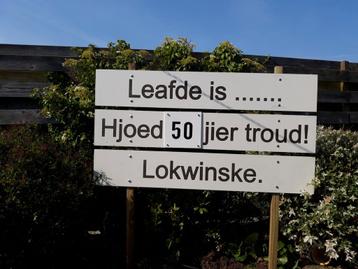 Leafde is .......
Hjoed 50 jier troud!
Lokwinske.